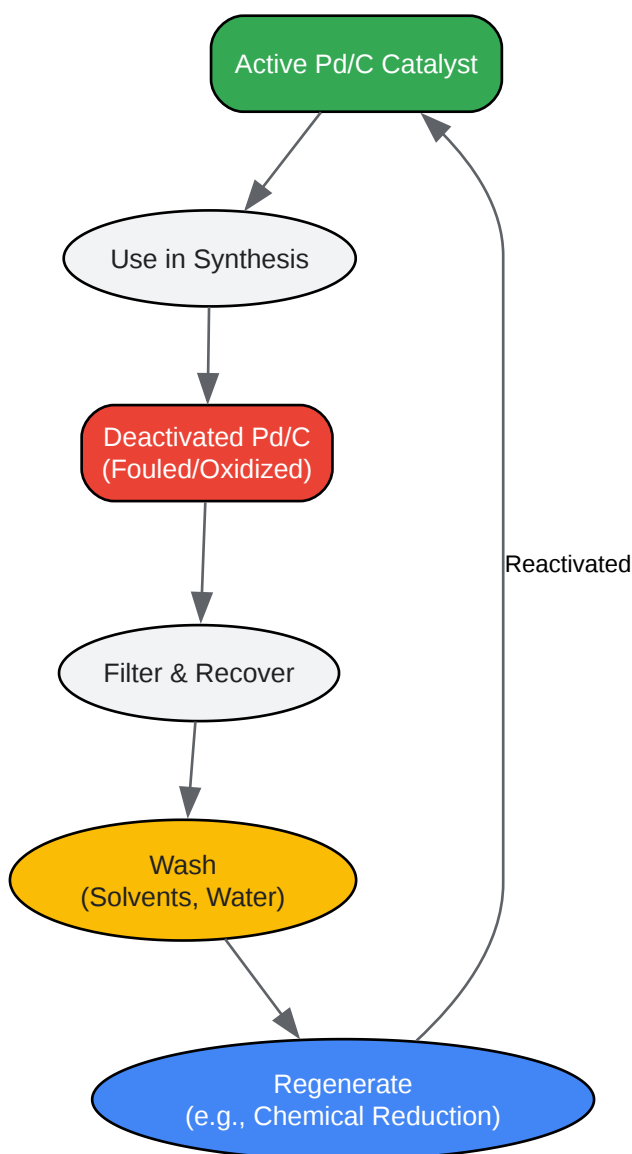 Active Pd/C Catalyst
Use in Synthesis
Deactivated Pd/C
(Fouled/Oxidized)
Reactivated
Filter & Recover
Wash
(Solvents, Water)
Regenerate
(e.g., Chemical Reduction)